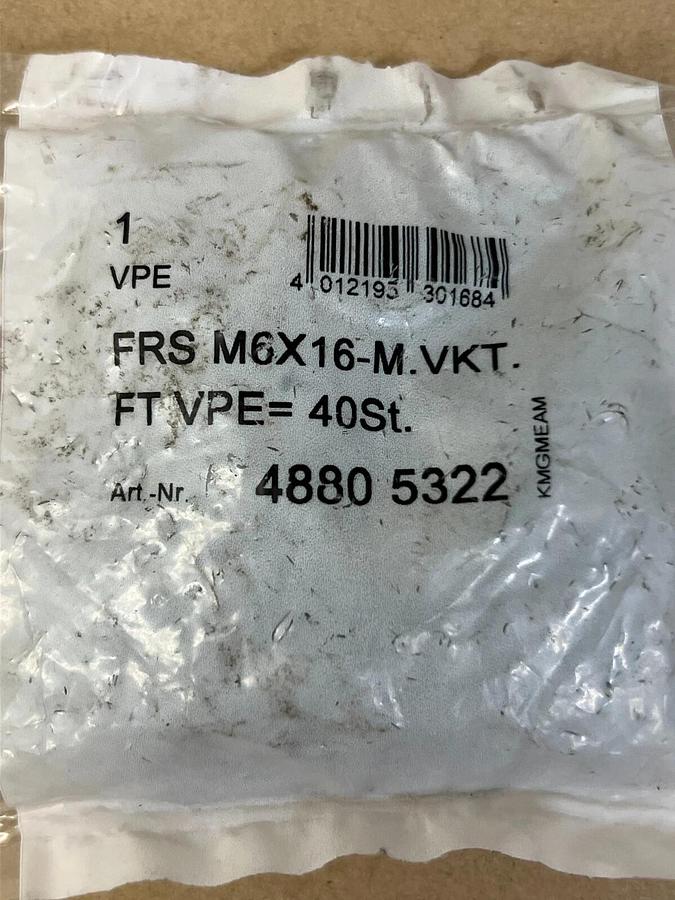 1
VPE
4 012195 301684
FRS M6X16-M.VKT.
FT VPE= 40St.
Art.-Nr. 4880 5322
KMGMEAM